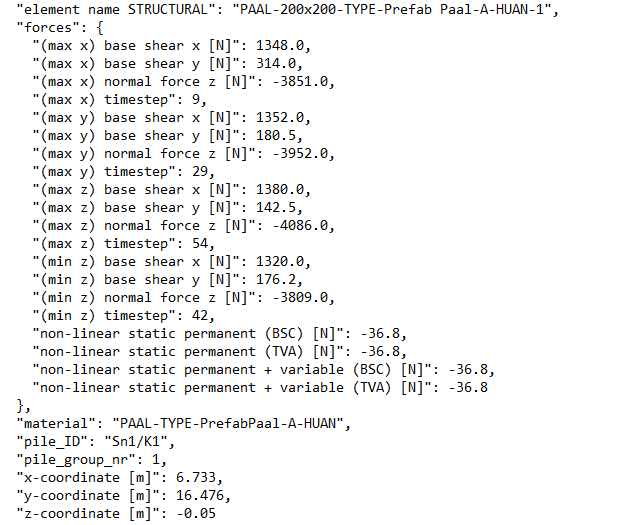 "element name STRUCTURAL": "PAAL-200x200-TYPE-Prefab Paal-A-HUAN-1",
"forces": {
"(max x) base shear x [N]": 1348.0,
"(max x) base shear y [N]": 314.0,
"(max x) normal force z [N]": -3851.0,
"(max x) timestep": 9,
"(max y) base shear x [N]": 1352.0,
"(max y) base shear y [N]": 180.5,
"(max y) normal force z [N]": -3952.0,
"(max y) timestep": 29,
"(max z) base shear x [N]": 1380.0,
"(max z) base shear y [N]": 142.5,
"(max z) normal force z [N]": -4086.0,
"(max z) timestep": 54,
"(min z) base shear x [N]": 1320.0,
"(min z) base shear y [N]": 176.2,
"(min z) normal force z [N]": -3809.0,
"(min z) timestep": 42,
"non-linear static permanent (BSC) [N]": -36.8,
"non-linear static permanent (TVA) [N]": -36.8,
"non-linear static permanent + variable (BSC) [N]": -36.8,
"non-linear static permanent + variable (TVA) [N]": -36.8
},
"material": "PAAL-TYPE-PrefabPaal-A-HUAN",
"pile_ID": "Sn1/K1",
"pile_group_nr": 1,
"x-coordinate [m]": 6.733,
"y-coordinate [m]": 16.476,
"z-coordinate [m]": -0.05